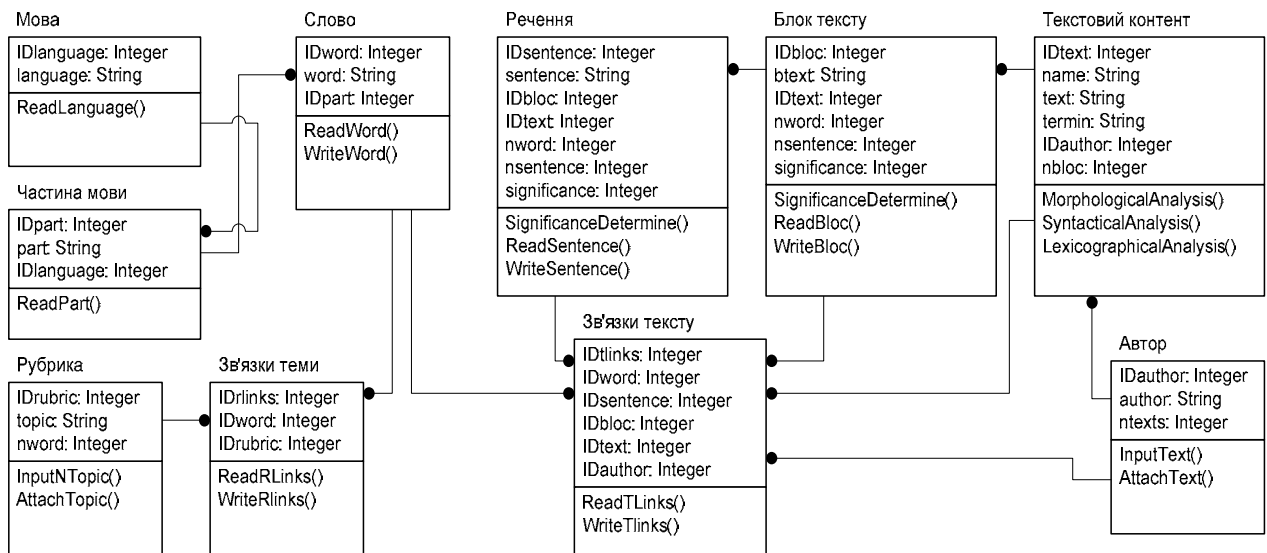 Мова
IDlanguage: Integer
language: String
ReadLanguage()
Слово
IDword: Integer
word: String
IDpart: Integer
ReadWord()
WriteWord()
Речення
IDsentence: Integer
sentence: String
IDbloc: Integer
IDtext: Integer
nword: Integer
nsentence: Integer
significance: Integer
SignificanceDetermine()
ReadSentence()
WriteSentence()
Блок тексту
IDbloc: Integer
btext: String
IDtext: Integer
nword: Integer
nsentence: Integer
significance: Integer
SignificanceDetermine()
ReadBloc()
WriteBloc()
Текстовий контент
IDtext: Integer
name: String
text: String
termin: String
IDauthor: Integer
nbloc: Integer
MorphologicalAnalysis()
SyntacticalAnalysis()
LexicographicalAnalysis()
Частина мови
IDpart: Integer
part: String
IDlanguage: Integer
ReadPart()
Рубрика
IDrubric: Integer
topic: String
nword: Integer
InputNTopic()
AttachTopic()
Зв'язки теми
IDrlinks: Integer
IDword: Integer
IDrubric: Integer
ReadRLinks()
WriteRlinks()
Зв'язки тексту
IDtlinks: Integer
IDword: Integer
IDsentence: Integer
IDbloc: Integer
IDtext: Integer
IDauthor: Integer
ReadTLinks()
WriteTlinks()
Автор
IDauthor: Integer
author: String
ntexts: Integer
InputText()
AttachText()